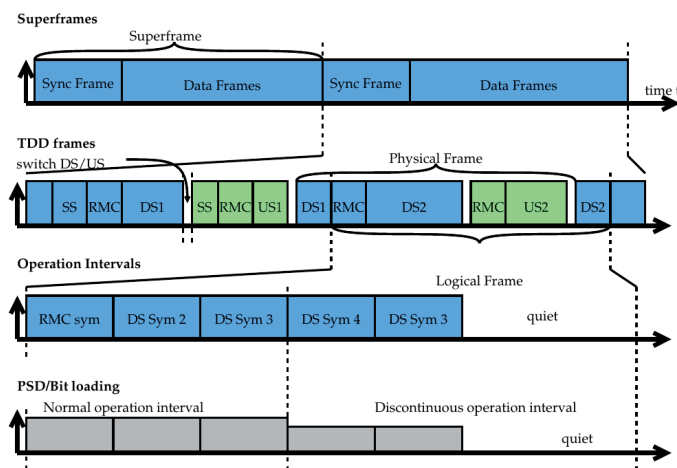 Superframes
Superframe
Sync Frame Data Frames Sync Frame Data Frames
time t
TDD frames
switch DS/US
Physical Frame
SS RMC DS1 SS RMC US1 DS1 RMC DS2 RMC US2 DS2
Operation Intervals
Logical Frame
RMC sym DS Sym 2 DS Sym 3 DS Sym 4 DS Sym 3 quiet
PSD/Bit loading
Normal operation interval Discontinuous operation interval
quiet